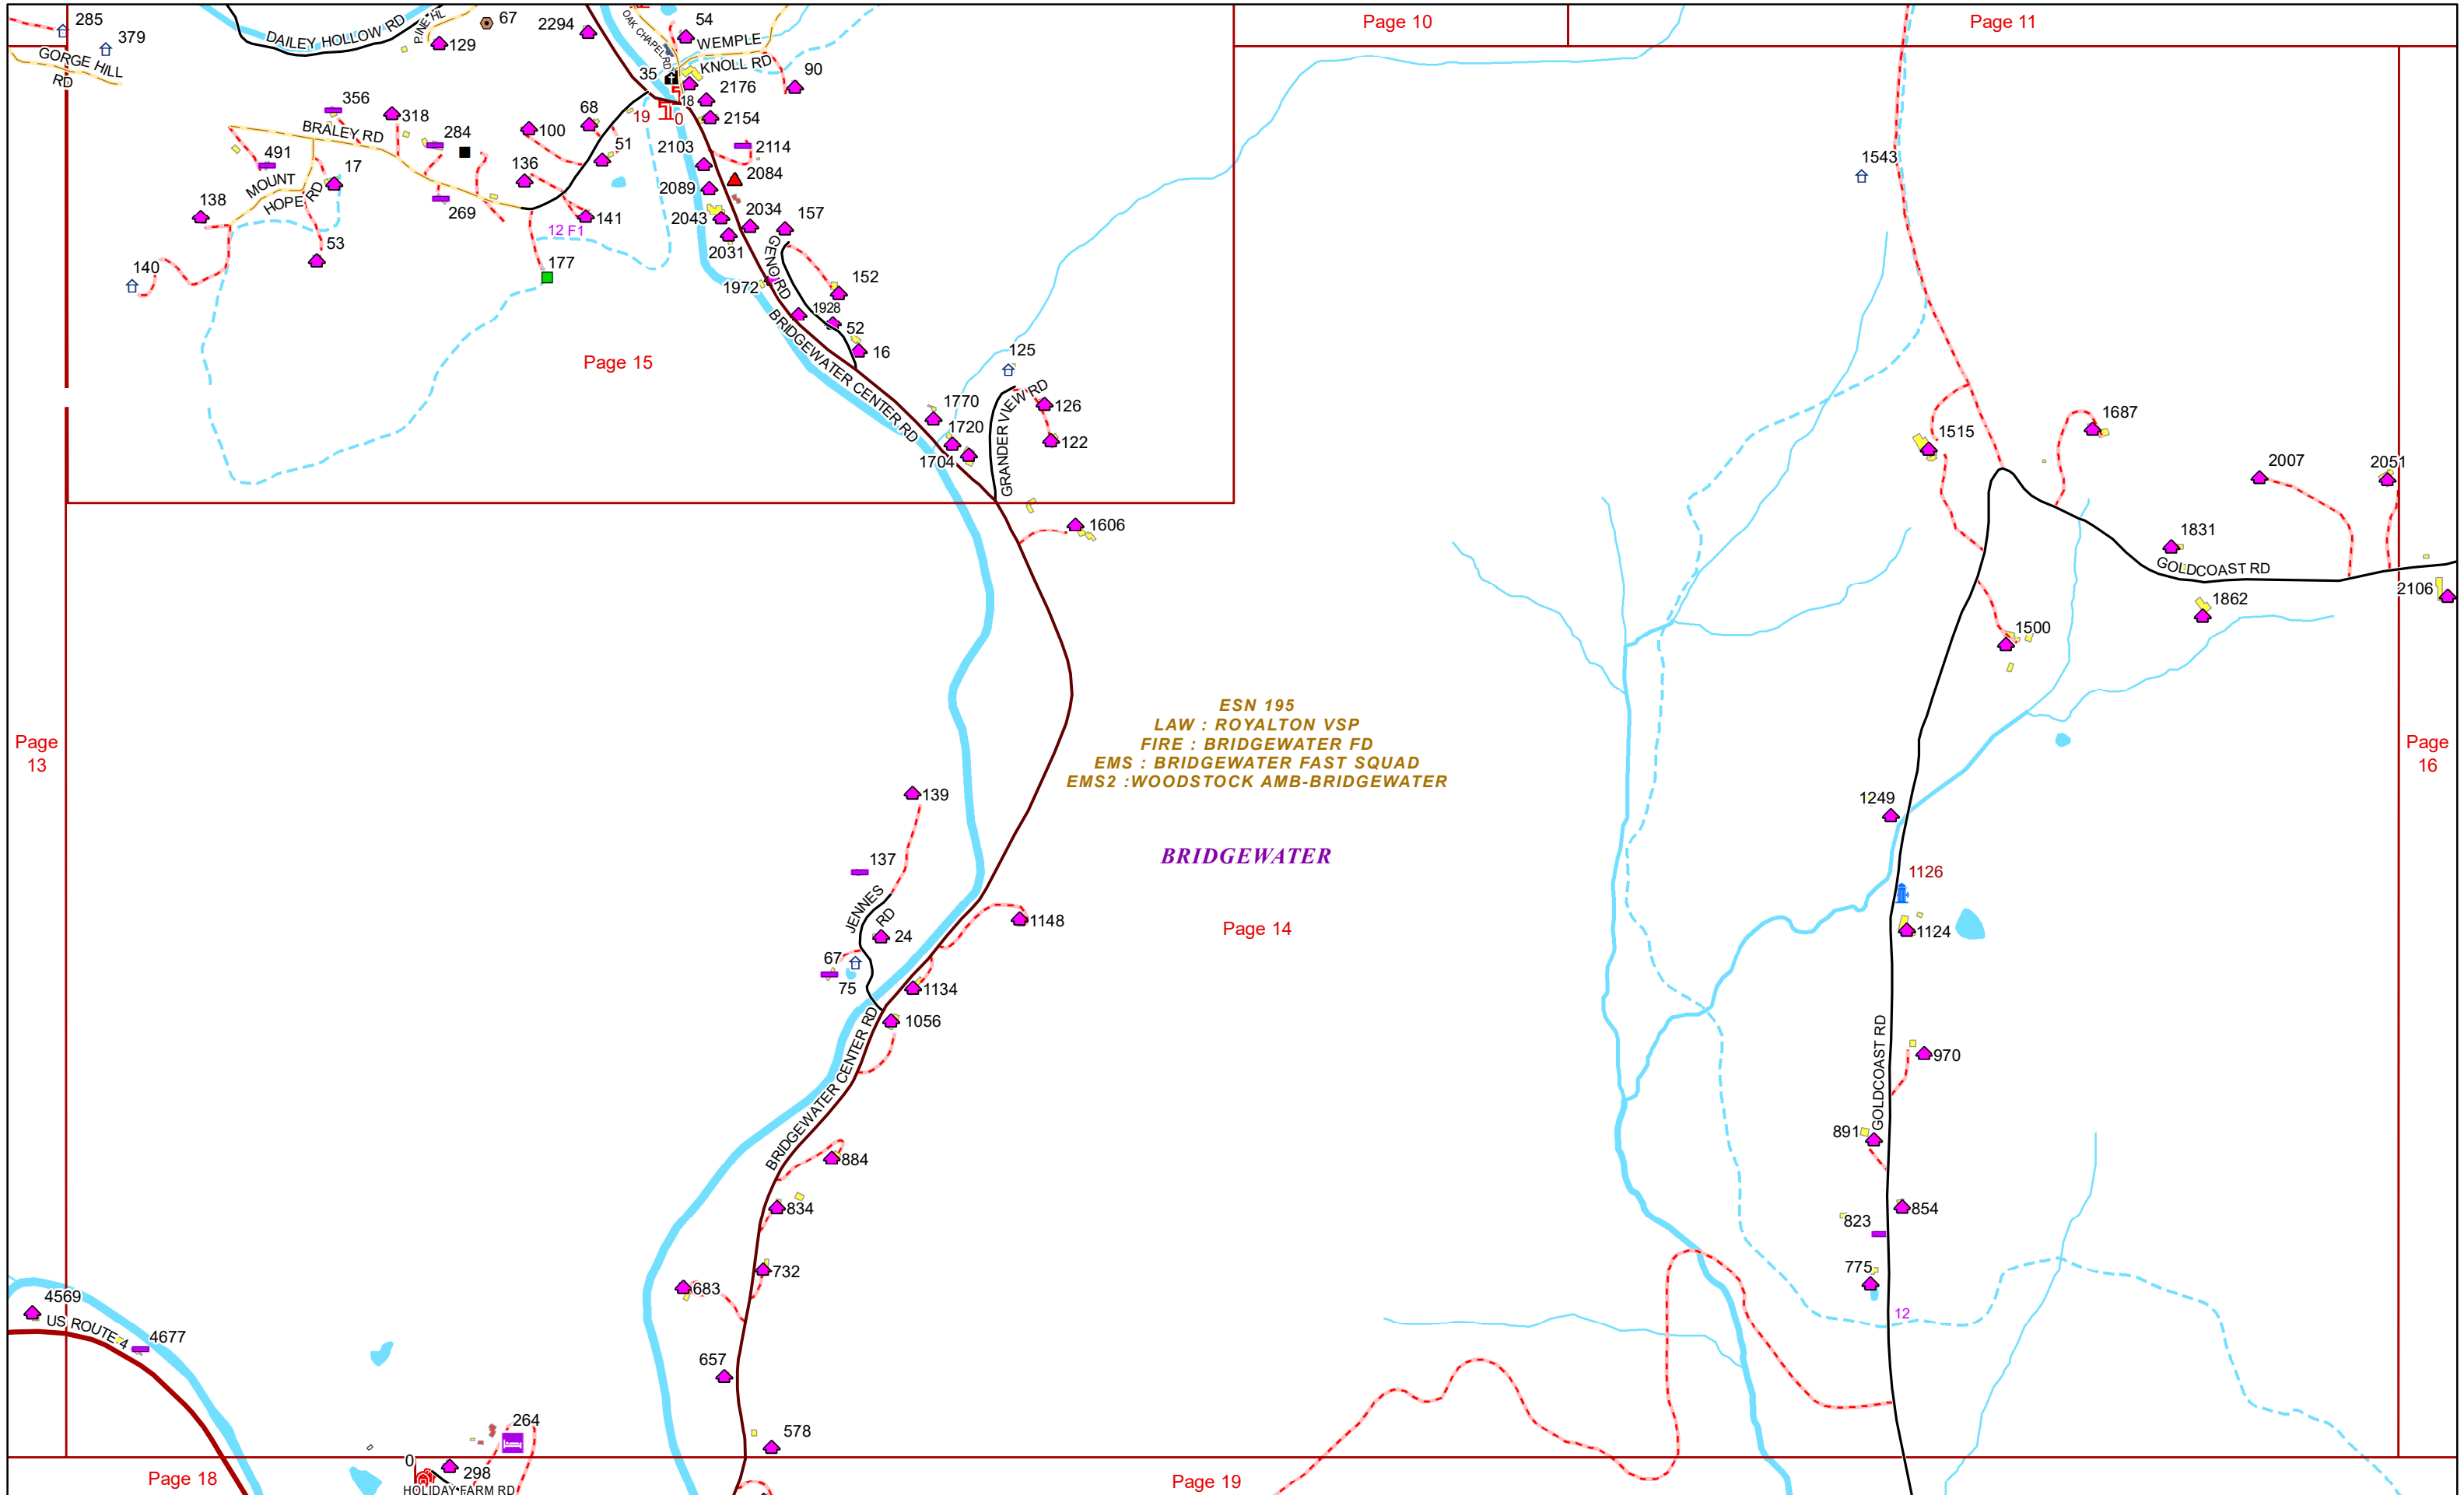 285
379
GORGE HILL
RD
DAILEY HOLLOW RD
PINE HL
129
67
2294
OAK CHAPEL RD
54
WEMPLE
KNOLL RD
90
35
2176
18
19
0
2154
Page 10
Page 11
356
318
BRALEY RD
284
100
68
51
2103
2114
491
17
MOUNT
HOPE RD
136
2084
2089
138
269
141
2043
2034
157
12 F1
53
2031
GENO RD
140
177
1972
152
1928
52
16
BRIDGEWATER CENTER RD
Page 15
125
GRANDERVIEW RD
126
122
1770
1720
1704
1606
1543
1515
1687
2007
2051
1831
GOLDCOAST RD
1862
2106
1500
ESN 195
LAW : ROYALTON VSP
FIRE : BRIDGEWATER FD
EMS : BRIDGEWATER FAST SQUAD
EMS2 :WOODSTOCK AMB-BRIDGEWATER
Page
13
Page
16
139
1249
BRIDGEWATER
137
1126
JENNES
RD
24
1148
Page 14
1124
67
75
1134
1056
BRIDGEWATER CENTER RD
GOLDCOAST RD
970
891
884
834
854
823
732
683
775
12
4569
US ROUTE 4
4677
657
264
578
0
298
HOLIDAY FARM RD
Page 18
Page 19